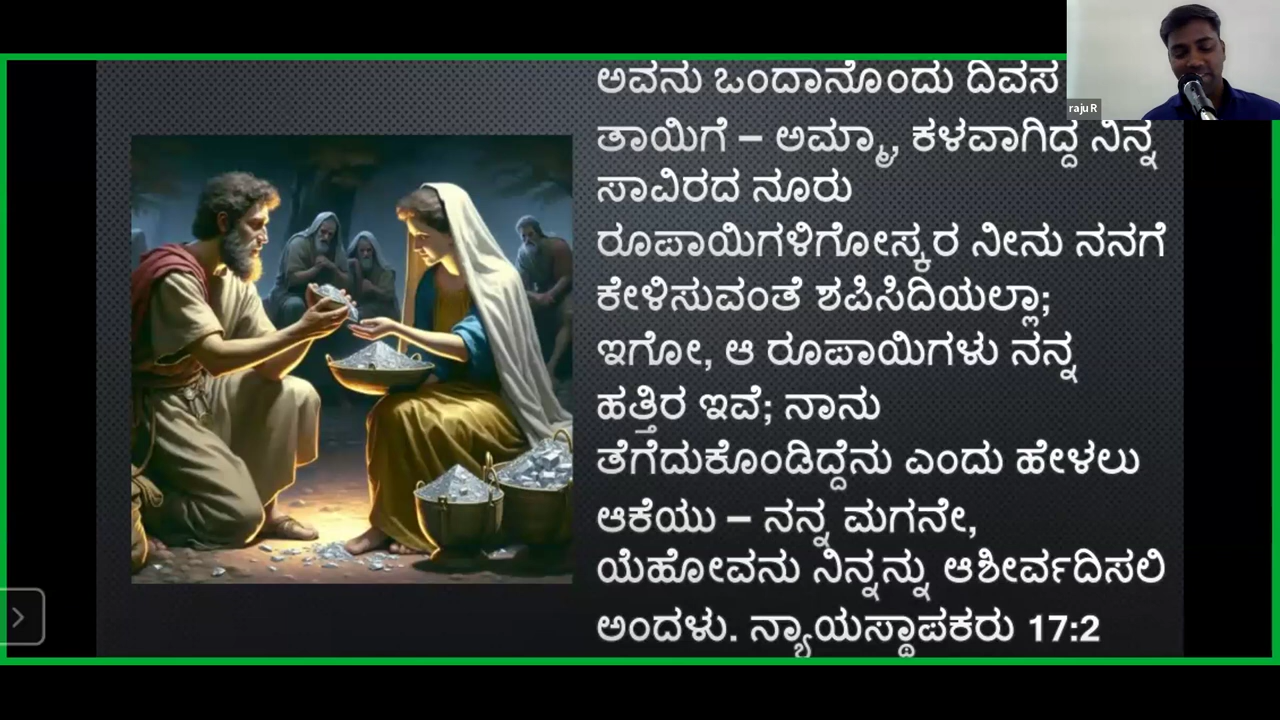 ಅವನು ಒಂದಾನೊಂದು ದಿವಸ
ತಾಯಿಗೆ – ಅಮ್ಮಾ, ಕಳವಾಗಿದ್ದ ನಿನ್ನ
ಸಾವಿರದ ನೂರು
ರೂಪಾಯಿಗಳಿಗೋಸ್ಕರ ನೀನು ನನಗೆ
ಕೇಳಿಸುವಂತೆ ಶಪಿಸಿದಿಯಲ್ಲಾ;
ಇಗೋ, ಆ ರೂಪಾಯಿಗಳು ನನ್ನ
ಹತ್ತಿರ ಇವೆ; ನಾನು
ತೆಗೆದುಕೊಂಡಿದ್ದೆನು ಎಂದು ಹೇಳಲು
ಆಕೆಯು – ನನ್ನ ಮಗನೇ,
ಯೆಹೋವನು ನಿನ್ನನ್ನು ಆಶೀರ್ವದಿಸಲಿ
ಅಂದಳು. ನ್ಯಾಯಸ್ಥಾಪಕರು 17:2
raju R